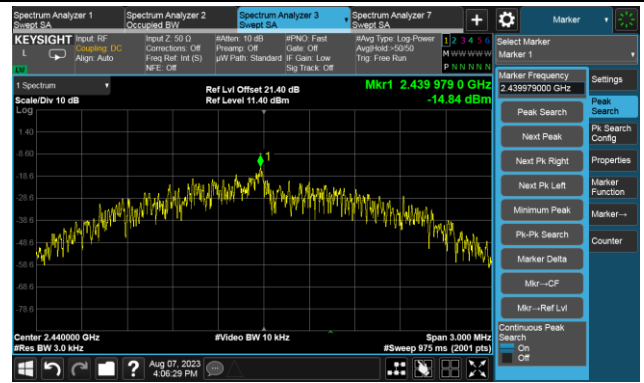 Spectrum Analyzer 1
Swept SA
Spectrum Analyzer 2
Occupied BW
Spectrum Analyzer 3
Swept SA
Spectrum Analyzer 7
Swept SA
Marker
KEYSIGHT
L
LW
Input: RF
Coupling: DC
Align: Auto
Input Z: 50 Ω
Corrections: Off
Freq Ref: Int (S)
NFE: Off
#Atten: 10 dB
Preamp: Off
µW Path: Standard
#PNO: Fast
Gate: Off
IF Gain: Low
Sig Track: Off
#Avg Type: Log-Power
Avg|Hold:>50/50
Trig: Free Run
1 2 3 4 5 6
M W W W W W
P N N N N N
Select Marker
Marker 1
1 Spectrum
Scale/Div 10 dB
Log
Ref Lvl Offset 21.40 dB
Ref Level 11.40 dBm
Mkr1 2.439 979 0 GHz
-14.84 dBm
1.40
-8.60
-18.6
-28.6
-38.6
-48.6
-58.6
-68.6
-78.6
1
Center 2.440000 GHz
#Res BW 3.0 kHz
#Video BW 10 kHz
Span 3.000 MHz
#Sweep 975 ms (2001 pts)
Marker Frequency
2.439979000 GHz
Peak Search
Next Peak
Next Pk Right
Next Pk Left
Minimum Peak
Pk-Pk Search
Marker Delta
Mkr→CF
Mkr→Ref Lvl
Continuous Peak
Search
On
Off
Settings
Peak
Search
Pk Search
Config
Properties
Marker
Function
Marker→
Counter
?
Aug 07, 2023
4:06:29 PM